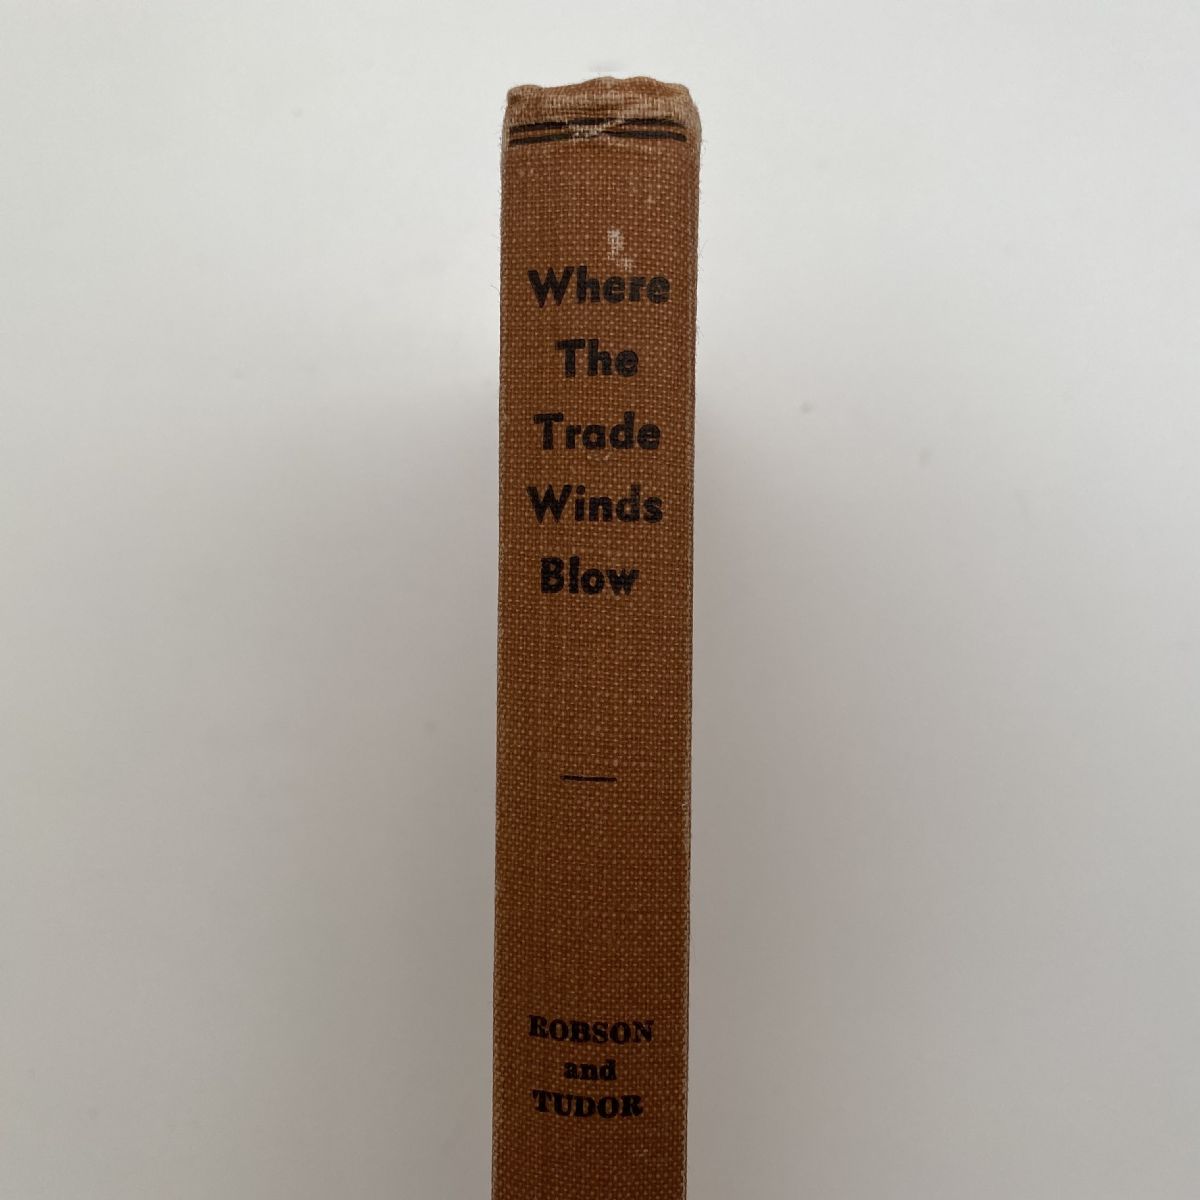 Where
The
Trade
Winds
Blow
ROBSON
and
TUDOR